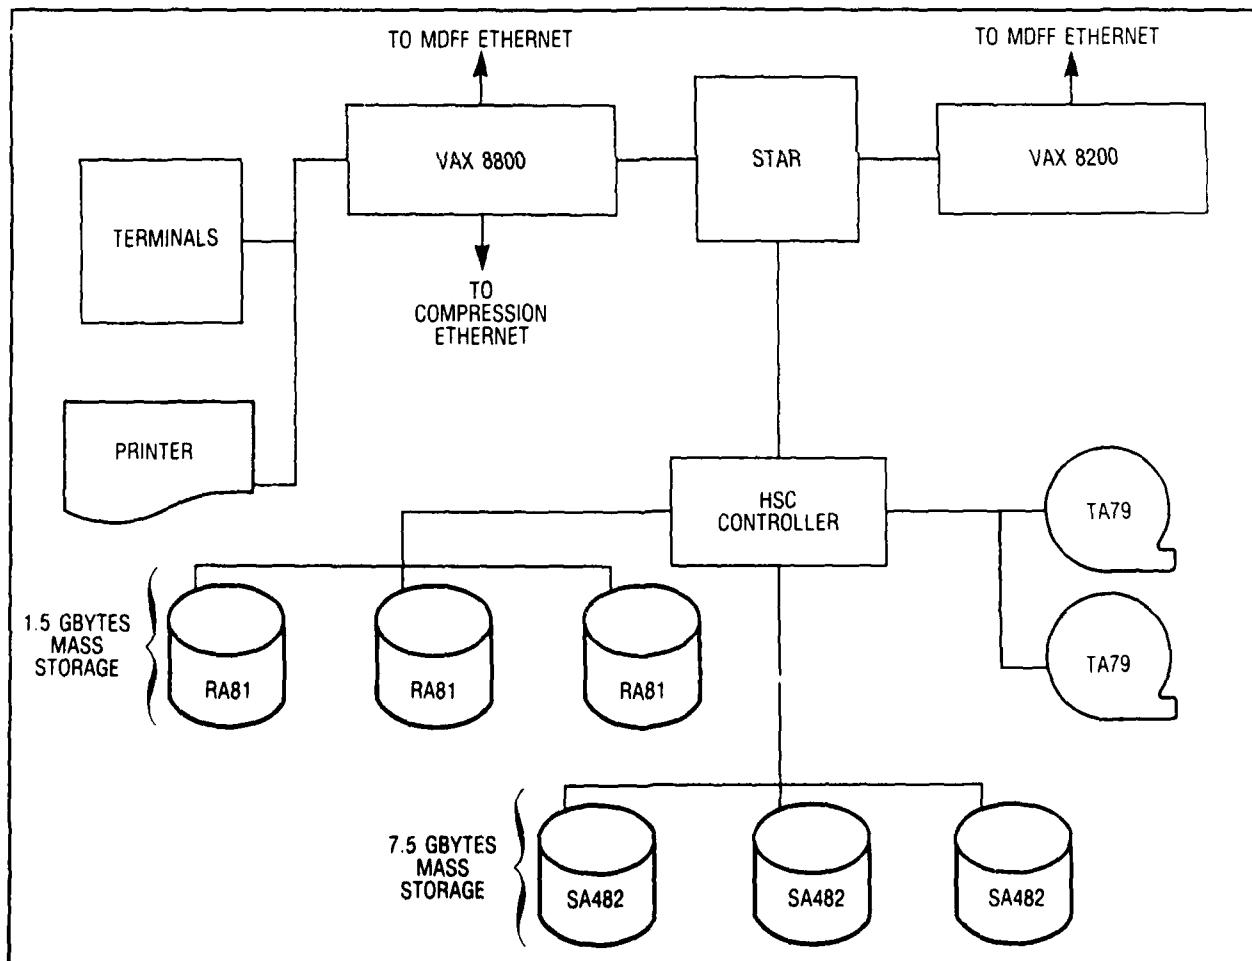 TO MDFF ETHERNET
TO MDFF ETHERNET
VAX 8800
STAR
VAX 8200
TERMINALS
TO
COMPRESSION
ETHERNET
PRINTER
HSC
CONTROLLER
TA79
1.5 GBYTES
MASS
STORAGE
RA81
RA81
RA81
TA79
7.5 GBYTES
MASS
STORAGE
SA482
SA482
SA482